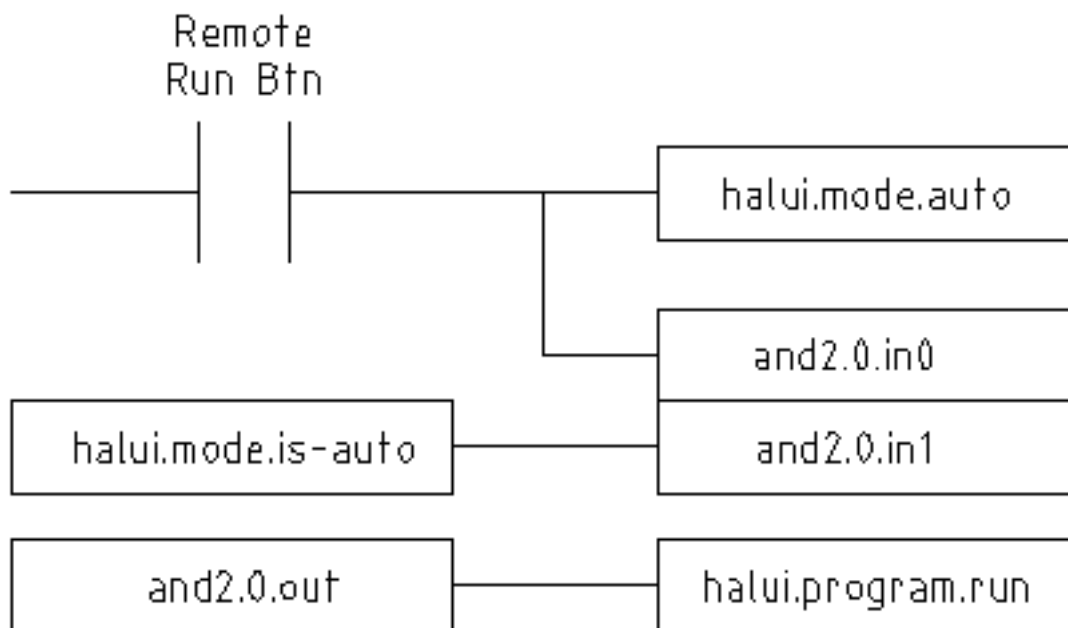 Remote
Run Btn
halui.mode.auto
and2.0.in0
halui.mode.is-auto
and2.0.in1
and2.0.out
halui.program.run